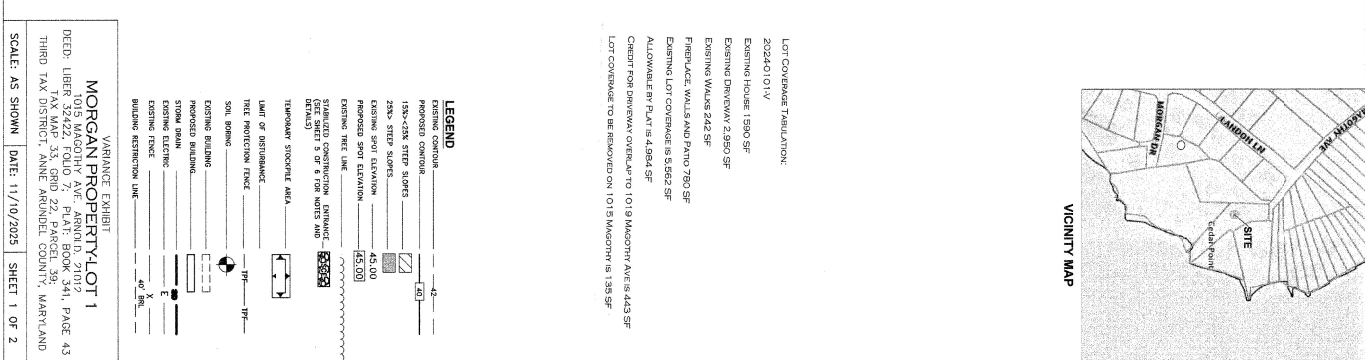 MAGOTHY AVE
LANDON LN
MORGAN DR
SITE
Cedar Point
VICINITY MAP
LOT COVERAGE TABULATION:
2024-0101-V
EXISTING HOUSE 1590 SF
EXISTING DRIVEWAY 2,950 SF
EXISTING WALKS 242 SF
FIREPLACE, WALLS AND PATIO 780 SF
EXISTING LOT COVERAGE IS 5,562 SF
ALLOWABLE BY PLAT IS 4,984 SF
CREDIT FOR DRIVEWAY OVERLAP TO 1019 MAGOTHY AVE IS 443 SF
LOT COVERAGE TO BE REMOVED ON 1015 MAGOTHY IS 135 SF
LEGEND
EXISTING CONTOUR 42
PROPOSED CONTOUR 40
15%><25% STEP SLOPES
25%> STEP SLOPES
EXISTING SPOT ELEVATION 45.00
PROPOSED SPOT ELEVATION 45.00
EXISTING TREE LINE
STABILIZED CONSTRUCTION ENTRANCE
(SEE SHEET 5 OF 6 FOR NOTES AND
DETAILS)
TEMPORARY STOCKPILE AREA
LIMIT OF DISTURBANCE
TREE PROTECTION FENCE TPF TPF
SOIL BORING
EXISTING BUILDING
PROPOSED BUILDING
STORM DRAIN
EXISTING ELECTRIC E
EXISTING FENCE X
BUILDING RESTRICTION LINE 40' BRL
VARIANCE EXHIBIT
MORGAN PROPERTY-LOT 1
1015 MAGOTHY AVE, ARNOLD, 21012
DEED: LIBER 32422, FOLIO 7; PLAT: BOOK 341, PAGE 43
TAX MAP 33, GRID 22, PARCEL 39;
THIRD TAX DISTRICT, ANNE ARUNDEL COUNTY, MARYLAND
SCALE: AS SHOWN DATE: 11/10/2025 SHEET 1 OF 2